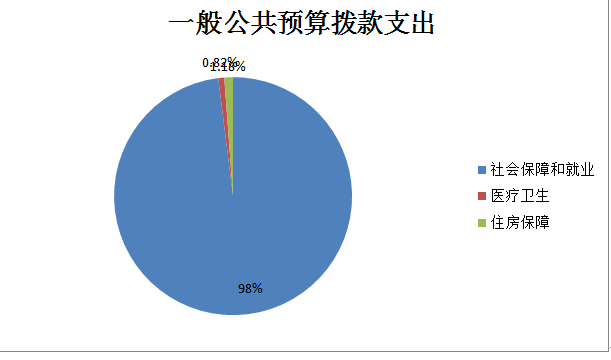 一般公共预算拨款支出
0.82%
1.18%
社会保障和就业
医疗卫生
住房保障
98%